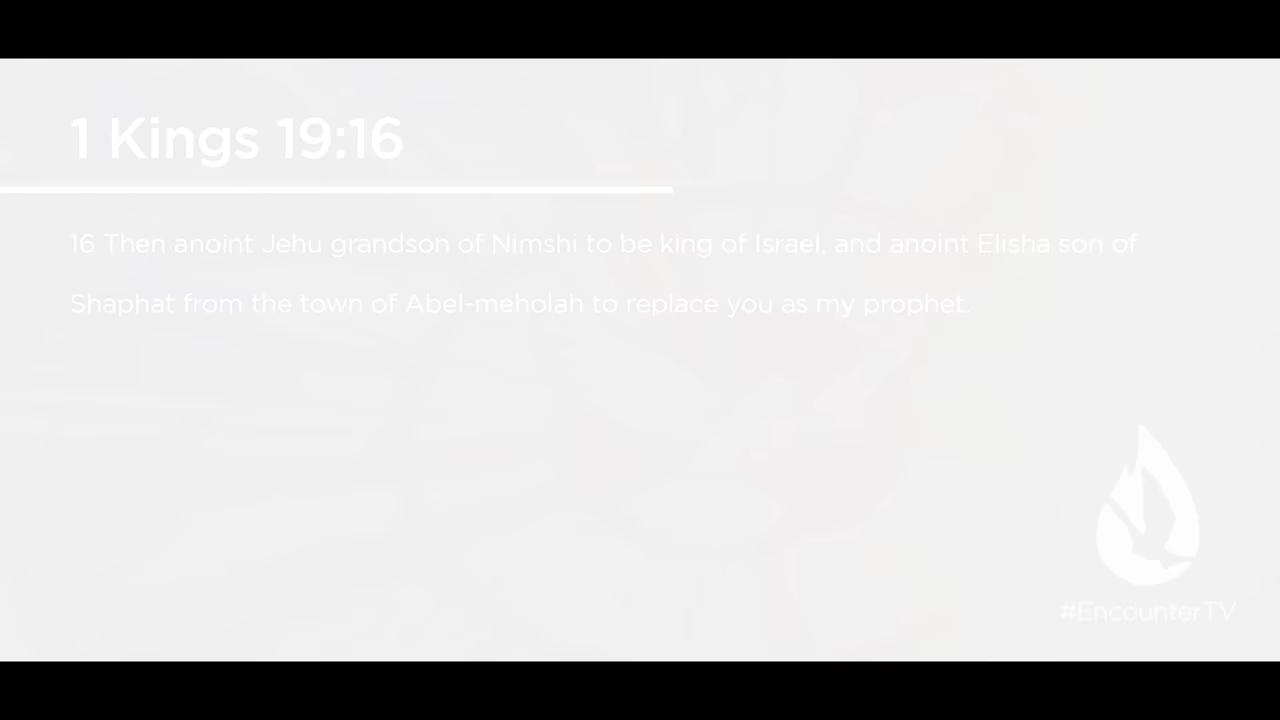 1 Kings 19:16
16 Then anoint Jehu grandson of Nimshi to be king of Israel, and anoint Elisha son of
Shaphat from the town of Abel-meholah to replace you as my prophet.
#EncounterTV